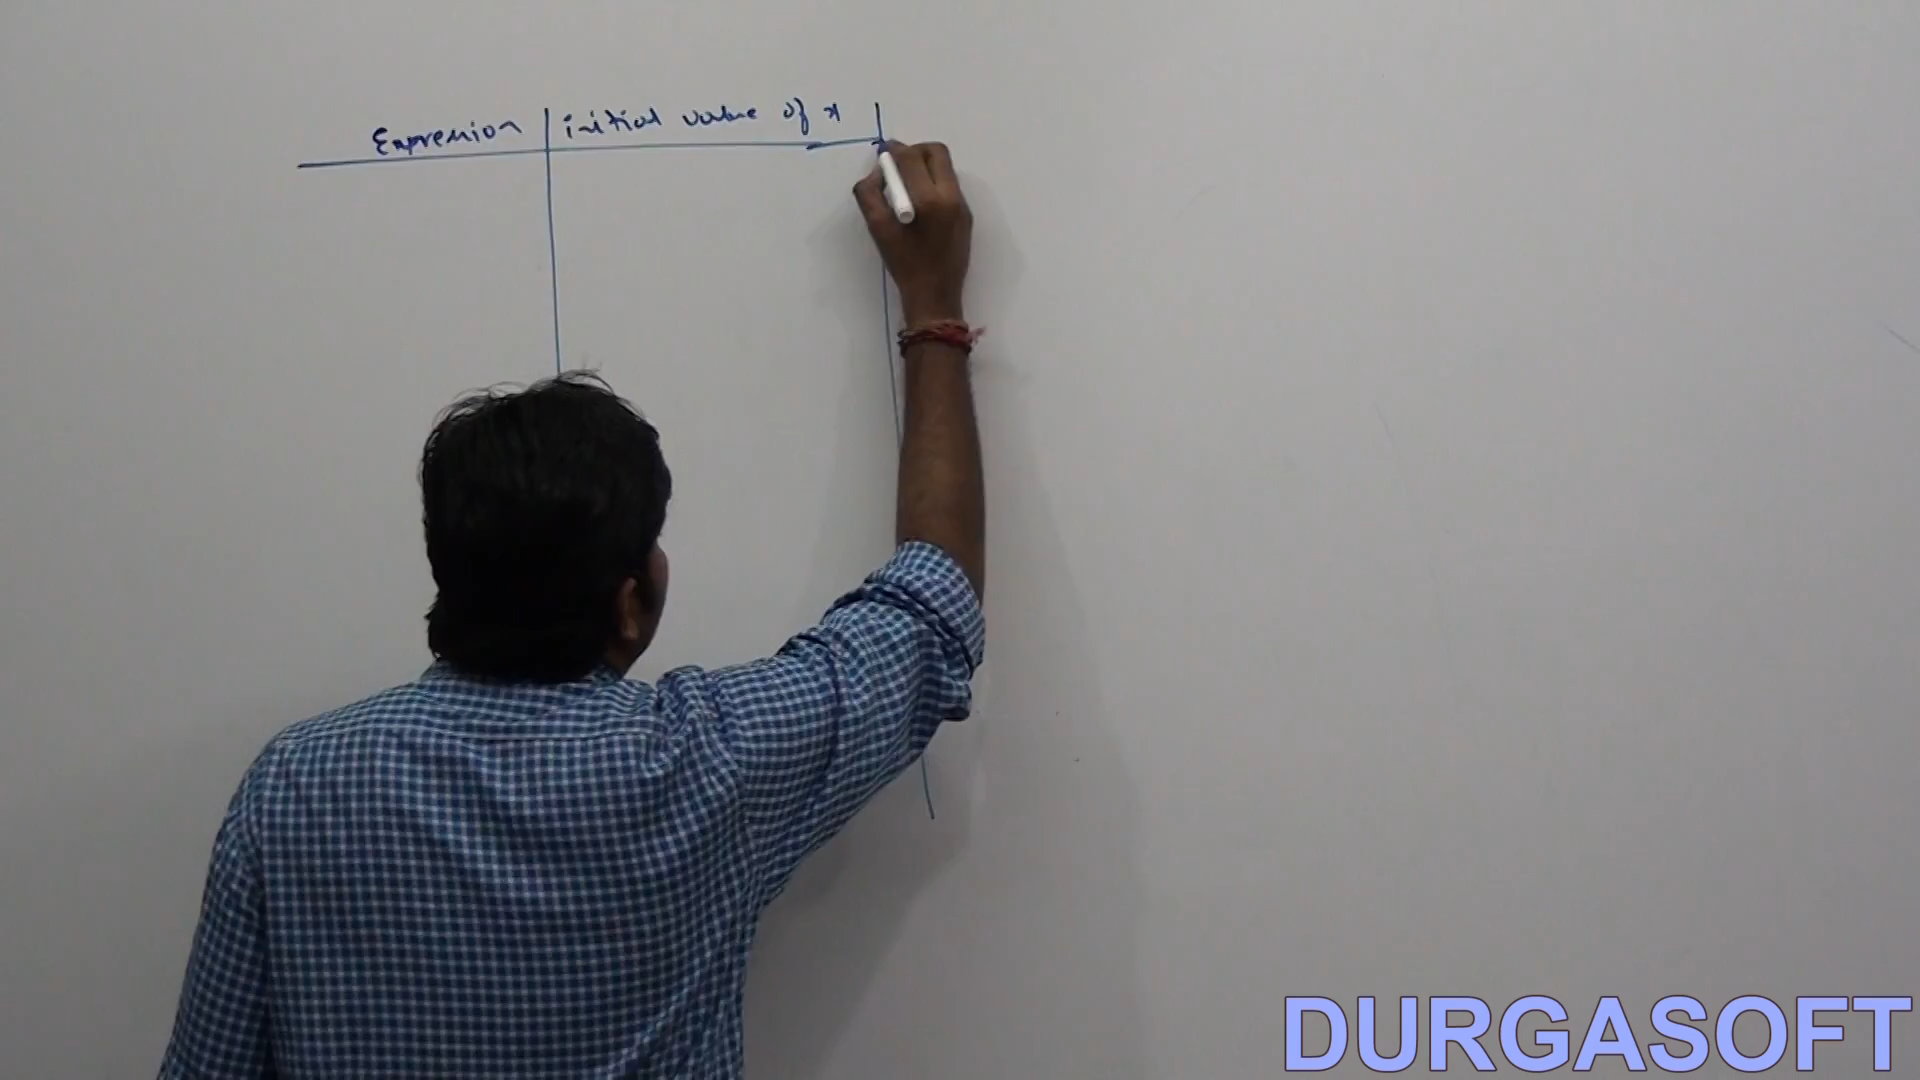 Expression initial value of x
DURGASOFT